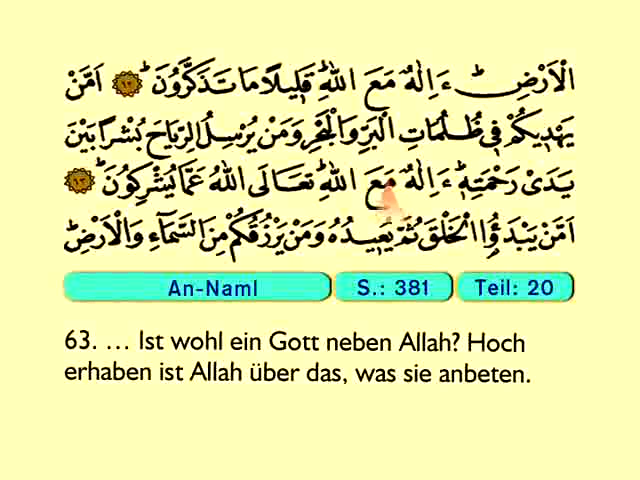 الْاَرْضِۜ ءَاِلٰهٌ مَعَ اللّٰهِۜ قَلٖيلًا مَا تَذَكَّرُونَۜ ﴿٦٢﴾ اَمَّنْ
يَهْدٖيكُمْ فٖي ظُلُمَاتِ الْبَرِّ وَالْبَحْرِ وَمَنْ يُرْسِلُ الرِّيَاحَ بُشْرًا بَيْنَ
يَدَيْ رَحْمَتِهٖۜ ءَاِلٰهٌ مَعَ اللّٰهِۜ تَعَالَى اللّٰهُ عَمَّا يُشْرِكُونَۜ ﴿٦٣﴾
اَمَّنْ يَبْدَؤُا الْخَلْقَ ثُمَّ يُعٖيدُهُ وَمَنْ يَرْزُقُكُمْ مِنَ السَّمَٓاءِ وَالْاَرْضِۜ
An-Naml S.: 381 Teil: 20
63. ... Ist wohl ein Gott neben Allah? Hoch
erhaben ist Allah über das, was sie anbeten.